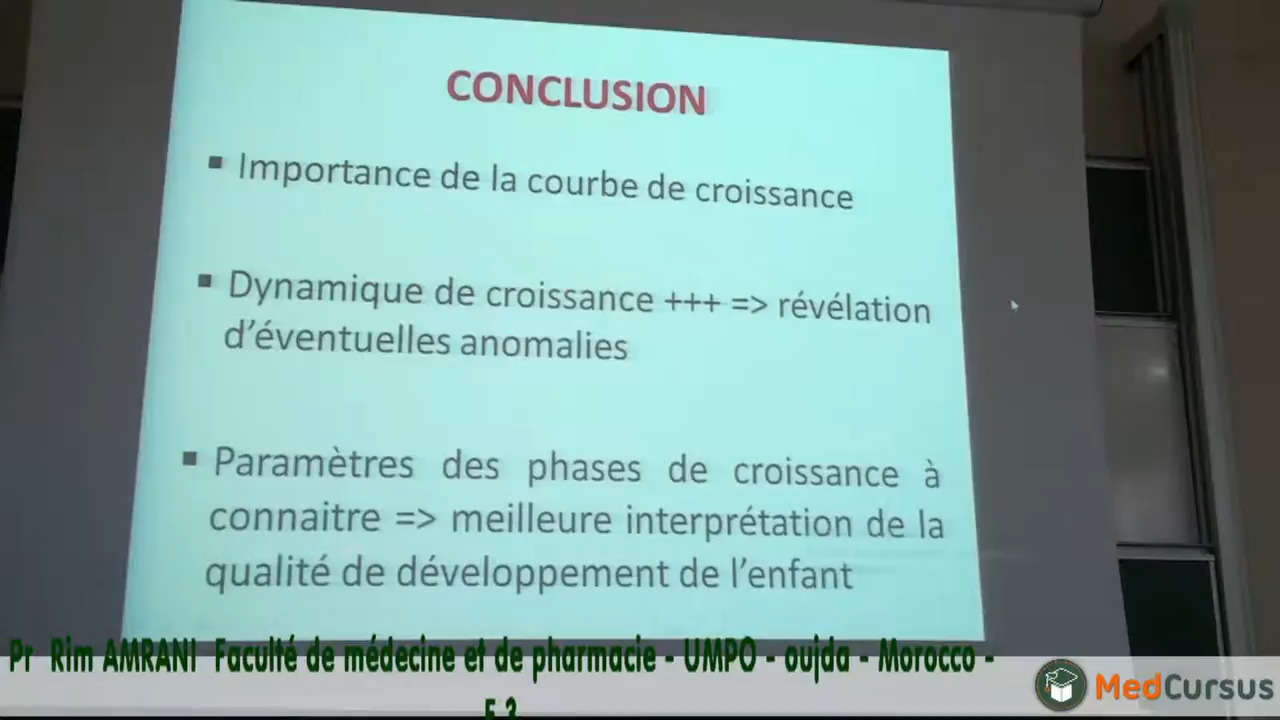 CONCLUSION
▪ Importance de la courbe de croissance
▪ Dynamique de croissance +++ => révélation
d'éventuelles anomalies
▪ Paramètres des phases de croissance à
connaitre => meilleure interprétation de la
qualité de développement de l'enfant
Pr Rim AMRANI Faculté de médecine et de pharmacie - UMPO - oujda - Morocco -
MedCursus